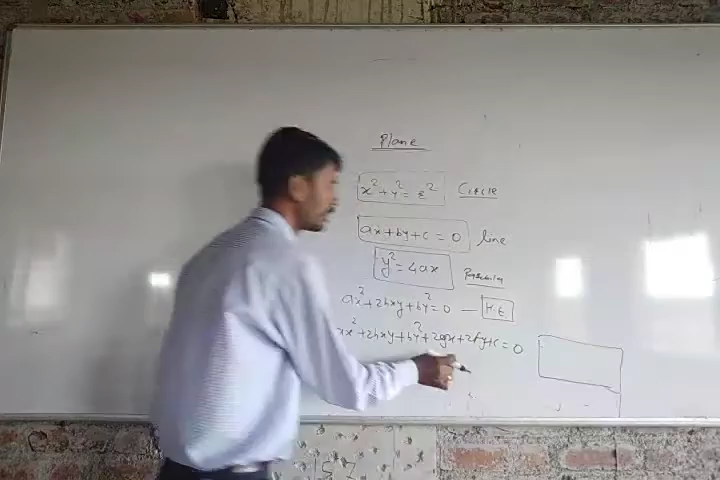 Plane
x² + y² = r² Circle
ax + by + c = 0 line
y² = 4ax Parabola
ax² + 2hxy + by² = 0 — H.E
ax² + 2hxy + by² + 2gx + 2fy + c = 0